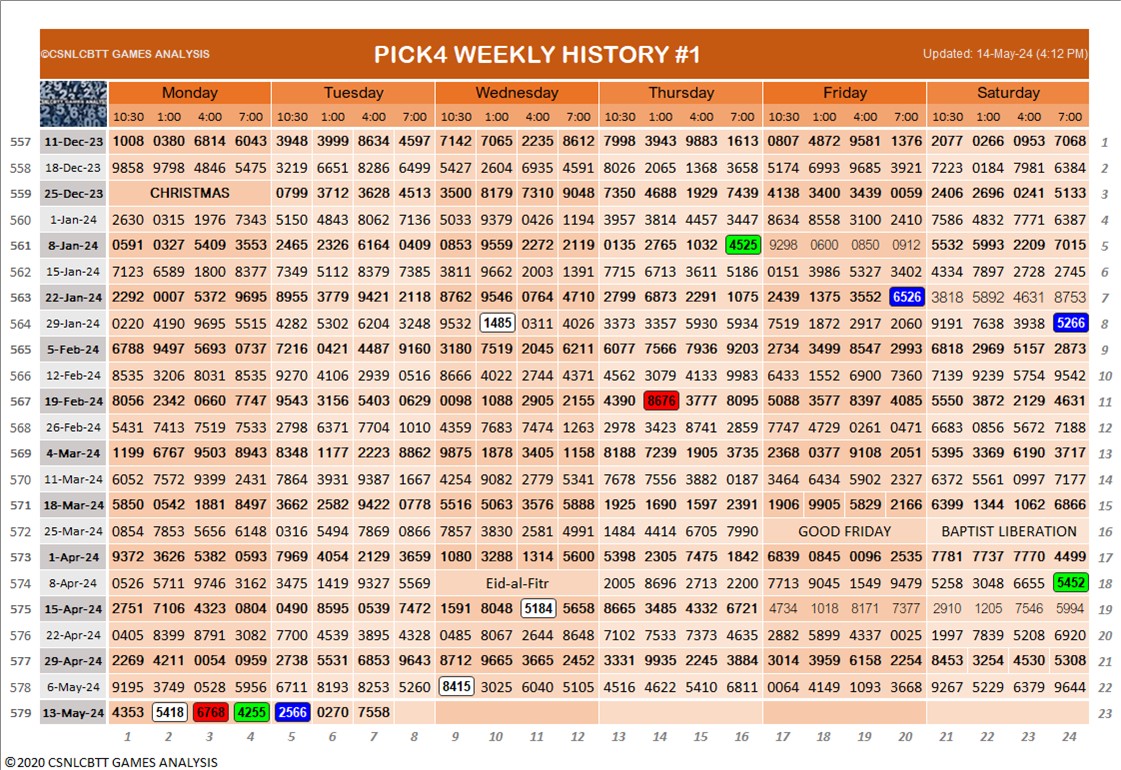 ©CSNLCBTT GAMES ANALYSIS PICK4 WEEKLY HISTORY #1 Updated: 14-May-24 (4:12 PM)
Monday Tuesday Wednesday Thursday Friday Saturday
10:30 1:00 4:00 7:00 10:30 1:00 4:00 7:00 10:30 1:00 4:00 7:00 10:30 1:00 4:00 7:00 10:30 1:00 4:00 7:00 10:30 1:00 4:00 7:00
557 11-Dec-23 1008 0380 6814 6043 3948 3999 8634 4597 7142 7065 2235 8612 7998 3943 9883 1613 0807 4872 9581 1376 2077 0266 0953 7068 1
558 18-Dec-23 9858 9798 4846 5475 3219 6651 8286 6499 5427 2604 6935 4591 8026 2065 1368 3658 5174 6993 9685 3921 7223 0184 7981 6384 2
559 25-Dec-23 CHRISTMAS 0799 3712 3628 4513 3500 8179 7310 9048 7350 4688 1929 7439 4138 3400 3439 0059 2406 2696 0241 5133 3
560 1-Jan-24 2630 0315 1976 7343 5150 4843 8062 7136 5033 9379 0426 1194 3957 3814 4457 3447 8634 8558 3100 2410 7586 4832 7771 6387 4
561 8-Jan-24 0591 0327 5409 3553 2465 2326 6164 0409 0853 9559 2272 2119 0135 2765 1032 4525 9298 0600 0850 0912 5532 5993 2209 7015 5
562 15-Jan-24 7123 6589 1800 8377 7349 5112 8379 7385 3811 9662 2003 1391 7715 6713 3611 5186 0151 3986 5327 3402 4334 7897 2728 2745 6
563 22-Jan-24 2292 0007 5372 9695 8955 3779 9421 2118 8762 9546 0764 4710 2799 6873 2291 1075 2439 1375 3552 6526 3818 5892 4631 8753 7
564 29-Jan-24 0220 4190 9695 5515 4282 5302 6204 3248 9532 1485 0311 4026 3373 3357 5930 5934 7519 1872 2917 2060 9191 7638 3938 5266 8
565 5-Feb-24 6788 9497 5693 0737 7216 0421 4487 9160 3180 7519 2045 6211 6077 7566 7936 9203 2734 3499 8547 2993 6818 2969 5157 2873 9
566 12-Feb-24 8535 3206 8031 8535 9270 4106 2939 0516 8666 4022 2744 4371 4562 3079 4133 9983 6433 1552 6900 7360 7139 9239 5754 9542 10
567 19-Feb-24 8056 2342 0660 7747 9543 3156 5403 0629 0098 1088 2905 2155 4390 8676 3777 8095 5088 3577 8397 4085 5550 3872 2129 4631 11
568 26-Feb-24 5431 7413 7519 7533 2798 6371 7704 1010 4359 7683 7474 1263 2978 3423 8741 2859 7747 4729 0261 0471 6683 0856 5672 7188 12
569 4-Mar-24 1199 6767 9503 8943 8348 1177 2223 8862 9875 1878 3405 1158 8188 7239 1905 3735 2368 0377 9108 2051 5395 3369 6190 3717 13
570 11-Mar-24 6052 7572 9399 2431 7864 3931 9387 1667 4254 9082 2779 5341 7678 7556 3882 0187 3464 6434 5902 2327 6372 5561 0997 7177 14
571 18-Mar-24 5850 0542 1881 8497 3662 2582 9422 0778 5516 5063 3576 5888 1925 1690 1597 2391 1906 9905 5829 2166 6399 1344 1062 6866 15
572 25-Mar-24 0854 7853 5656 6148 0316 5494 7869 0866 7857 3830 2581 4991 1484 4414 6705 7990 GOOD FRIDAY BAPTIST LIBERATION 16
573 1-Apr-24 9372 3626 5382 0593 7969 4054 2129 3659 1080 3288 1314 5600 5398 2305 7475 1842 6839 0845 0096 2535 7781 7737 7770 4499 17
574 8-Apr-24 0526 5711 9746 3162 3475 1419 9327 5569 Eid-al-Fitr 2005 8696 2713 2200 7713 9045 1549 9479 5258 3048 6655 5452 18
575 15-Apr-24 2751 7106 4323 0804 0490 8595 0539 7472 1591 8048 5184 5658 8665 3485 4332 6721 4734 1018 8171 7377 2910 1205 7546 5994 19
576 22-Apr-24 0405 8399 8791 3082 7700 4539 3895 4328 0485 8067 2644 8648 7102 7533 7373 4635 2882 5899 4337 0025 1997 7839 5208 6920 20
577 29-Apr-24 2269 4211 0054 0959 2738 5531 6853 9643 8712 9665 3665 2452 3331 9935 2245 3884 3014 3959 6158 2254 8453 3254 4530 5308 21
578 6-May-24 9195 3749 0528 5956 6711 8193 8253 5260 8415 3025 6040 5105 4516 4622 5410 6811 0064 4149 1093 3668 9267 5229 6379 9644 22
579 13-May-24 4353 5418 6768 4255 2566 0270 7558 23
1 2 3 4 5 6 7 8 9 10 11 12 13 14 15 16 17 18 19 20 21 22 23 24
©2020 CSNLCBTT GAMES ANALYSIS